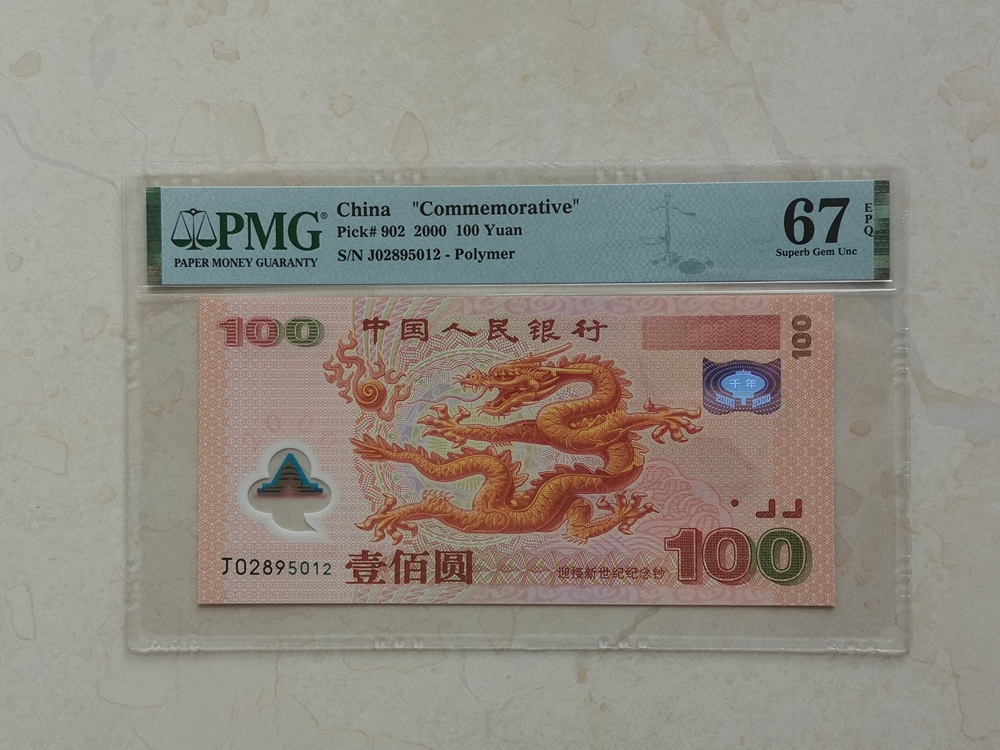 PMG®
PAPER MONEY GUARANTY
China "Commemorative"
Pick# 902 2000 100 Yuan
S/N J02895012 - Polymer
67
EPQ
Superb Gem Unc
100
中国人民银行
100
千年
2000 2000
J02895012
壹佰圆
迎接新世纪纪念钞
100